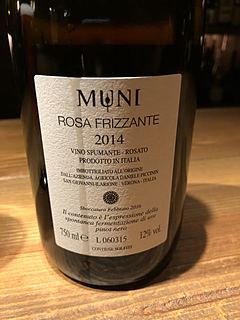 MUNI
ROSA FRIZZANTE
2014
VINO SPUMANTE - ROSATO
PRODOTTO IN ITALIA
IMBOTTIGLIATO ALL'ORIGINE
DALL'AZIENDA AGRICOLA DANIELE PICCININ
SAN GIOVANNI ILARIONE VERONA - ITALIA
Sboccatura Febbraio 2016
Il contenuto è l'espressione della
spontanea fermentazione di uve
pinot nero
750 ml e L 060315 12% vol
CONTIENE SOLFITI